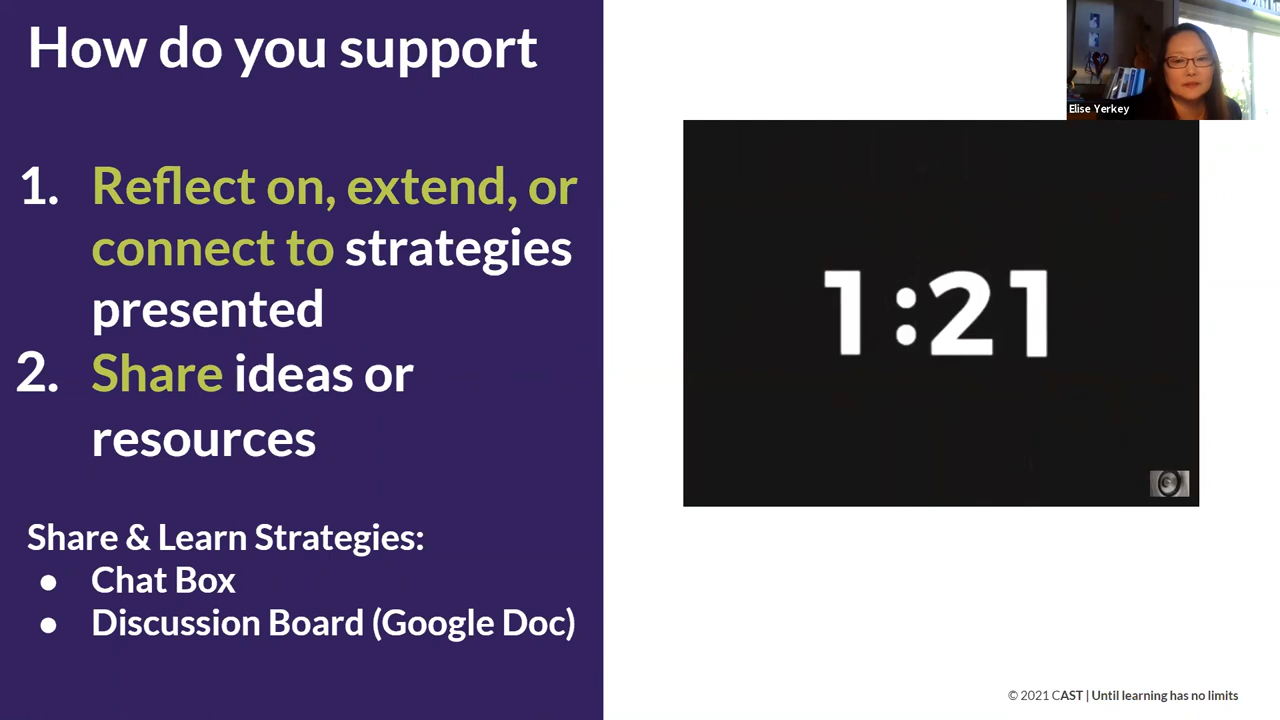 How do you support
1. Reflect on, extend, or
connect to strategies
presented
2. Share ideas or
resources
Share & Learn Strategies:
● Chat Box
● Discussion Board (Google Doc)
Elise Yerkey
1:21
© 2021 CAST | Until learning has no limits